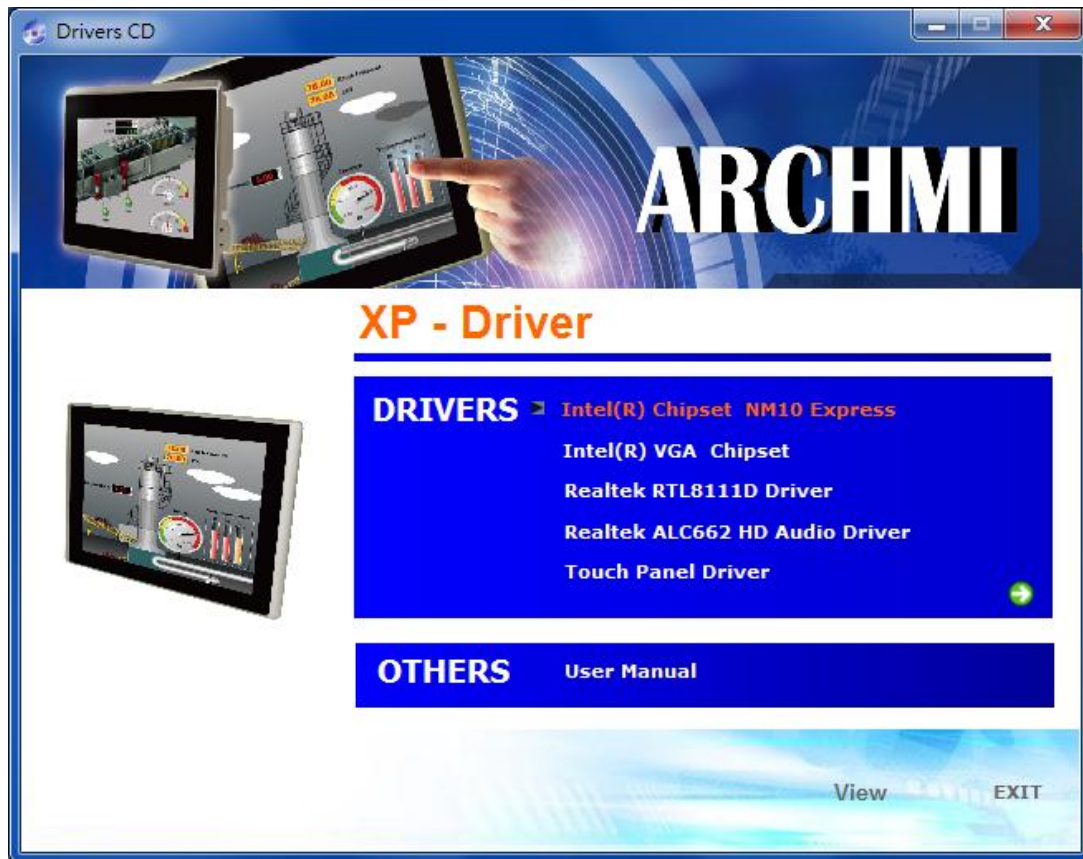 Drivers CD
ARCHMI
XP - Driver
DRIVERS
Intel(R) Chipset  NM10 Express
Intel(R) VGA  Chipset
Realtek RTL8111D Driver
Realtek ALC662 HD Audio Driver
Touch Panel Driver
OTHERS
User Manual
View
EXIT